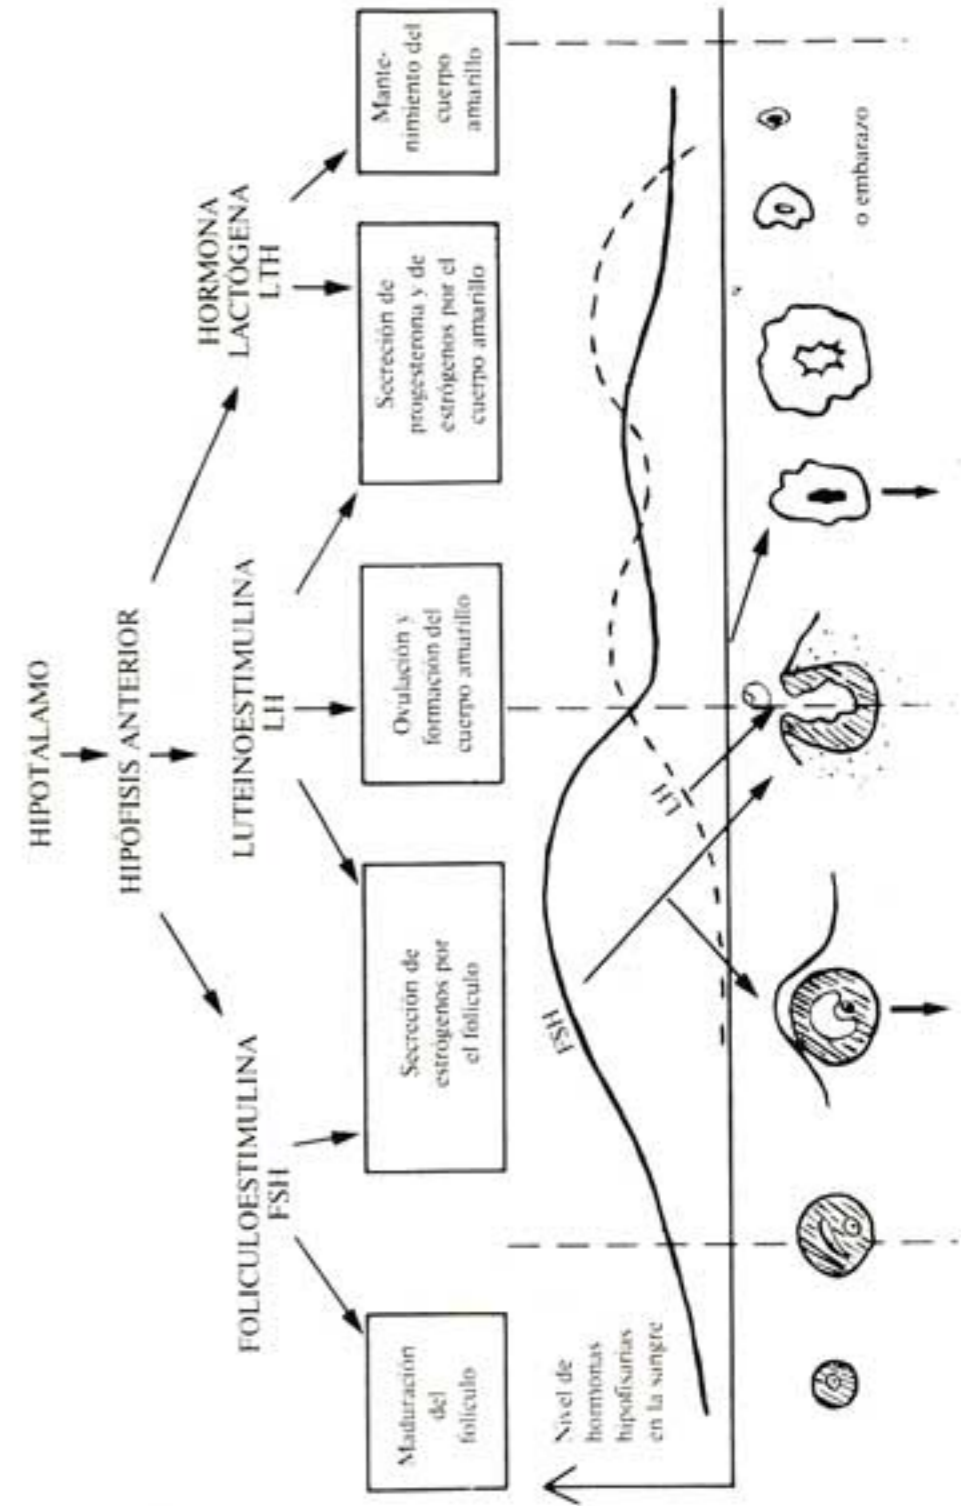 HIPOTALAMO
HIPÓFISIS ANTERIOR
FOLICULOESTIMULINA
FSH
LUTEINOESTIMULINA
LH
HORMONA
LACTÓGENA
LTH
Maduración
del
folículo
Secreción de
estrógenos por
el folículo
Ovulación y
formación del
cuerpo amarillo
Secreción de
progesterona y de
estrógenos por el
cuerpo amarillo
Mante-
nimiento del
cuerpo
amarillo
Nivel de
hormonas
hipofisarias
en la sangre
FSH
LH
o embarazo